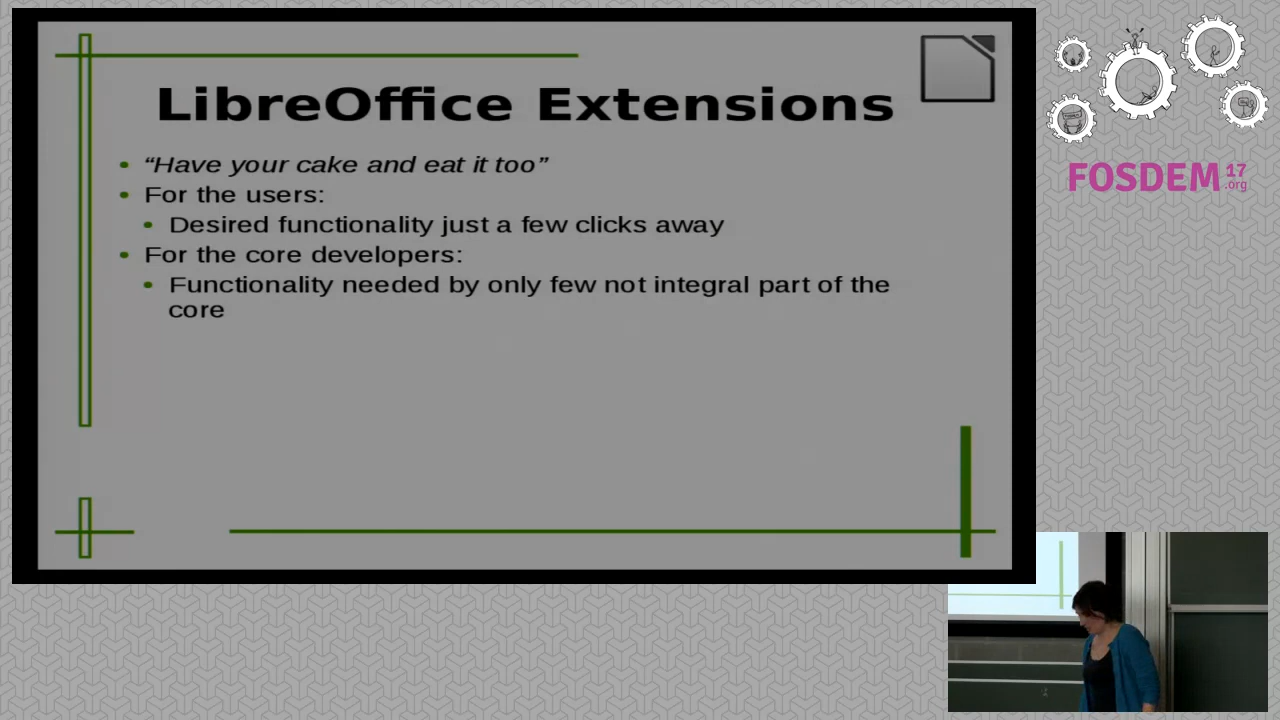 LibreOffice Extensions
“Have your cake and eat it too”
For the users:
Desired functionality just a few clicks away
For the core developers:
Functionality needed by only few not integral part of the
core
FOSDEM 17
.org